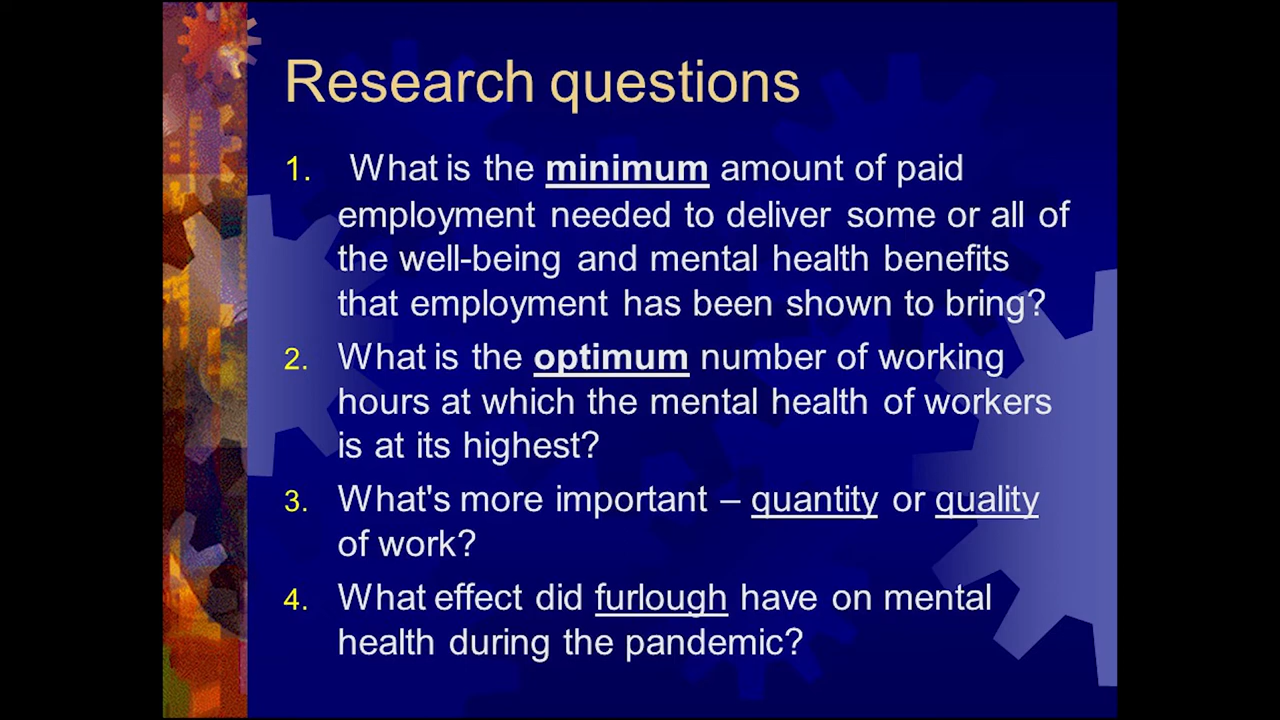 Research questions
1. What is the minimum amount of paid
employment needed to deliver some or all of
the well-being and mental health benefits
that employment has been shown to bring?
2. What is the optimum number of working
hours at which the mental health of workers
is at its highest?
3. What's more important – quantity or quality
of work?
4. What effect did furlough have on mental
health during the pandemic?